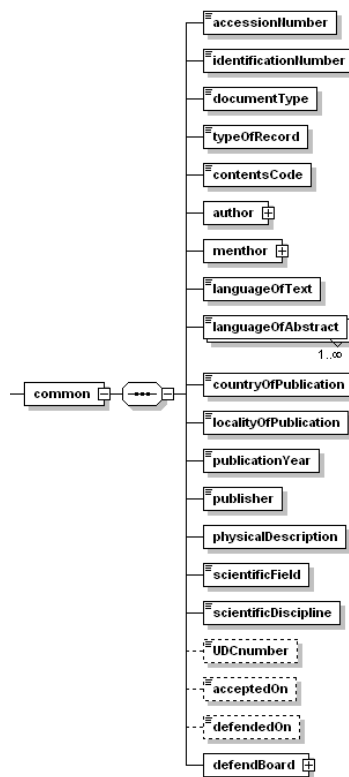 accessionNumber
identificationNumber
documentType
typeOfRecord
contentsCode
author
menthor
languageOfText
languageOfAbstract
1..∞
common
countryOfPublication
localityOfPublication
publicationYear
publisher
physicalDescription
scientificField
scientificDiscipline
UDCnumber
acceptedOn
defendedOn
defendBoard